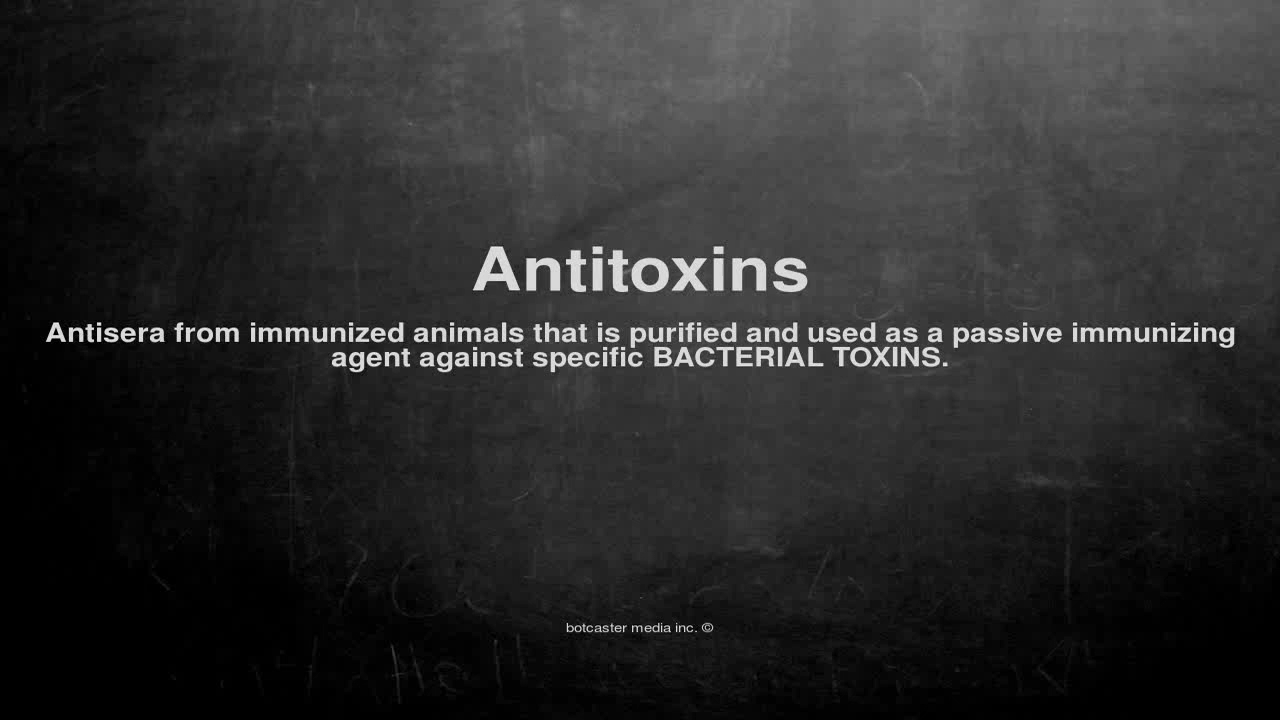 Antitoxins
Antisera from immunized animals that is purified and used as a passive immunizing
agent against specific BACTERIAL TOXINS.
botcaster media inc. ©